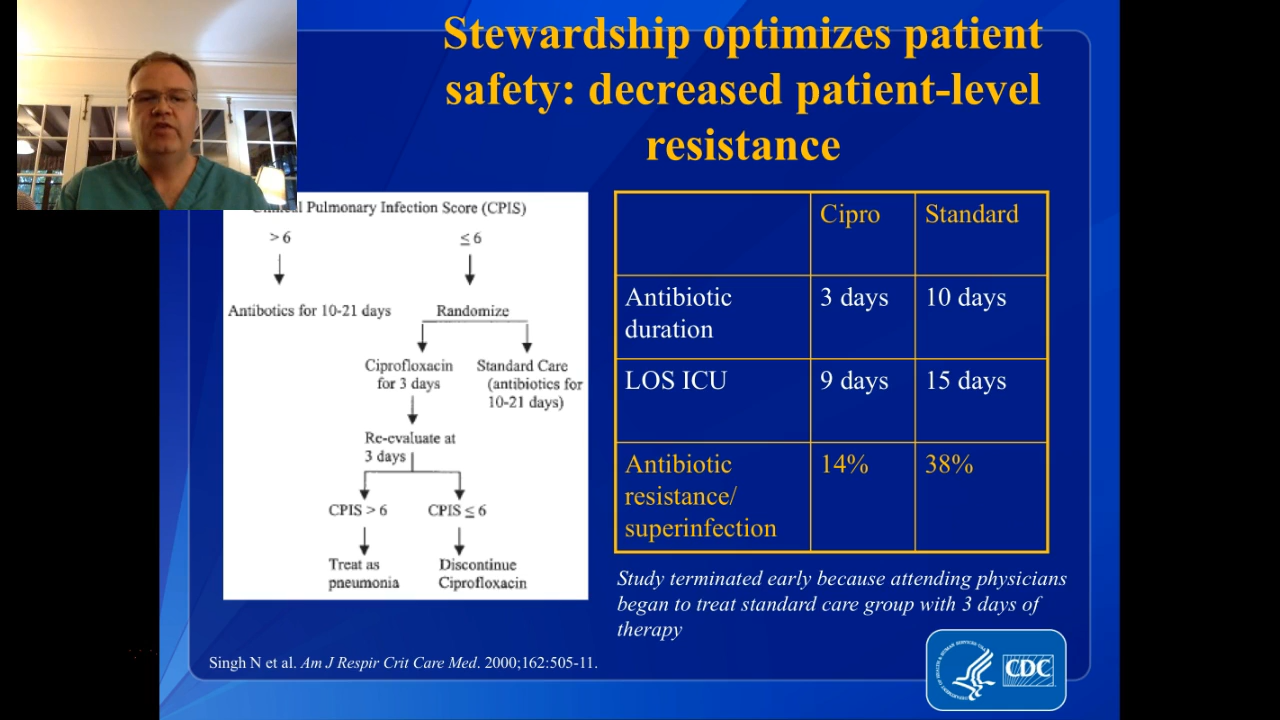 Stewardship optimizes patient
safety: decreased patient-level
resistance
Pulmonary Infection Score (CPIS)
> 6
≤ 6
Antibotics for 10-21 days
Randomize
Ciprofloxacin
for 3 days
Standard Care
(antibiotics for
10-21 days)
Re-evaluate at
3 days
CPIS > 6
CPIS ≤ 6
Treat as
pneumonia
Discontinue
Ciprofloxacin
Cipro
Standard
Antibiotic
duration
3 days
10 days
LOS ICU
9 days
15 days
Antibiotic
resistance/
superinfection
14%
38%
Study terminated early because attending physicians
began to treat standard care group with 3 days of
therapy
Singh N et al. Am J Respir Crit Care Med. 2000;162:505-11.
CDC